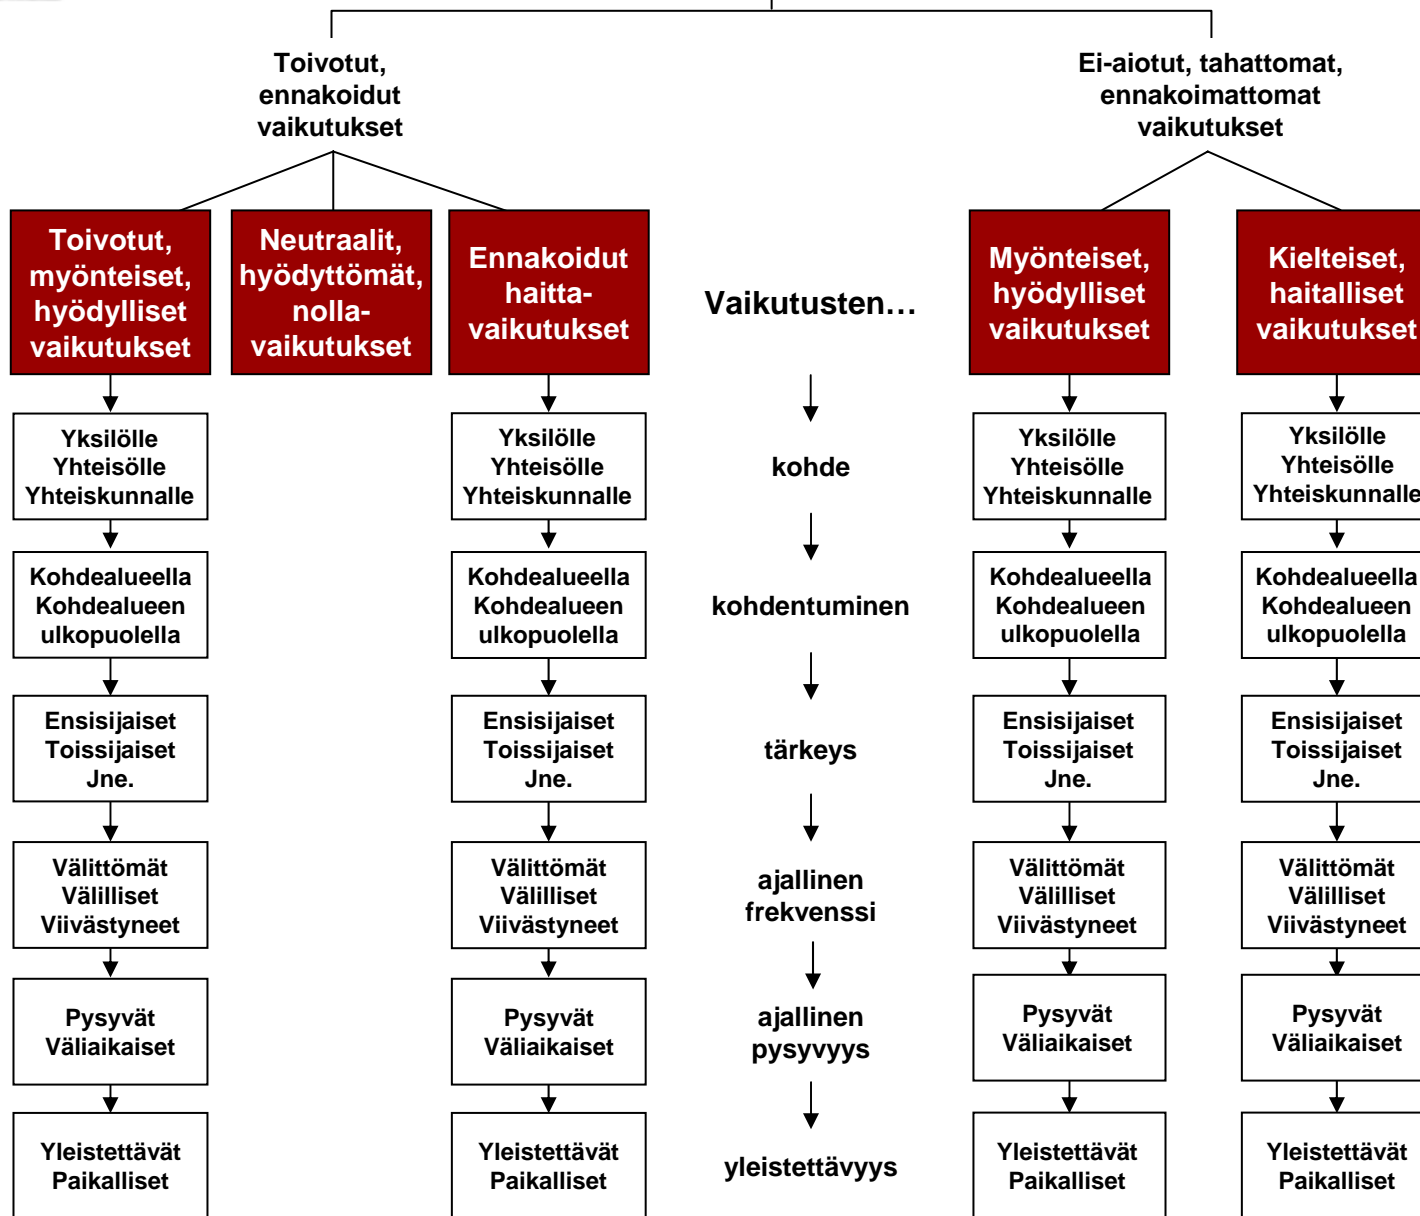 Toivotut,
ennakoidut
vaikutukset
Ei-aiotut, tahattomat,
ennakoimattomat
vaikutukset
Toivotut,
myönteiset,
hyödylliset
vaikutukset
Neutraalit,
hyödyttömät,
nolla-
vaikutukset
Ennakoidut
haitta-
vaikutukset
Vaikutusten…
Myönteiset,
hyödylliset
vaikutukset
Kielteiset,
haitalliset
vaikutukset
Yksilölle
Yhteisölle
Yhteiskunnalle
Yksilölle
Yhteisölle
Yhteiskunnalle
kohde
Yksilölle
Yhteisölle
Yhteiskunnalle
Yksilölle
Yhteisölle
Yhteiskunnalle
Kohdealueella
Kohdealueen
ulkopuolella
Kohdealueella
Kohdealueen
ulkopuolella
kohdentuminen
Kohdealueella
Kohdealueen
ulkopuolella
Kohdealueella
Kohdealueen
ulkopuolella
Ensisijaiset
Toissijaiset
Jne.
Ensisijaiset
Toissijaiset
Jne.
tärkeys
Ensisijaiset
Toissijaiset
Jne.
Ensisijaiset
Toissijaiset
Jne.
Välittömät
Välilliset
Viivästyneet
Välittömät
Välilliset
Viivästyneet
ajallinen
frekvenssi
Välittömät
Välilliset
Viivästyneet
Välittömät
Välilliset
Viivästyneet
Pysyvät
Väliaikaiset
Pysyvät
Väliaikaiset
ajallinen
pysyvyys
Pysyvät
Väliaikaiset
Pysyvät
Väliaikaiset
Yleistettävät
Paikalliset
Yleistettävät
Paikalliset
yleistettävyys
Yleistettävät
Paikalliset
Yleistettävät
Paikalliset